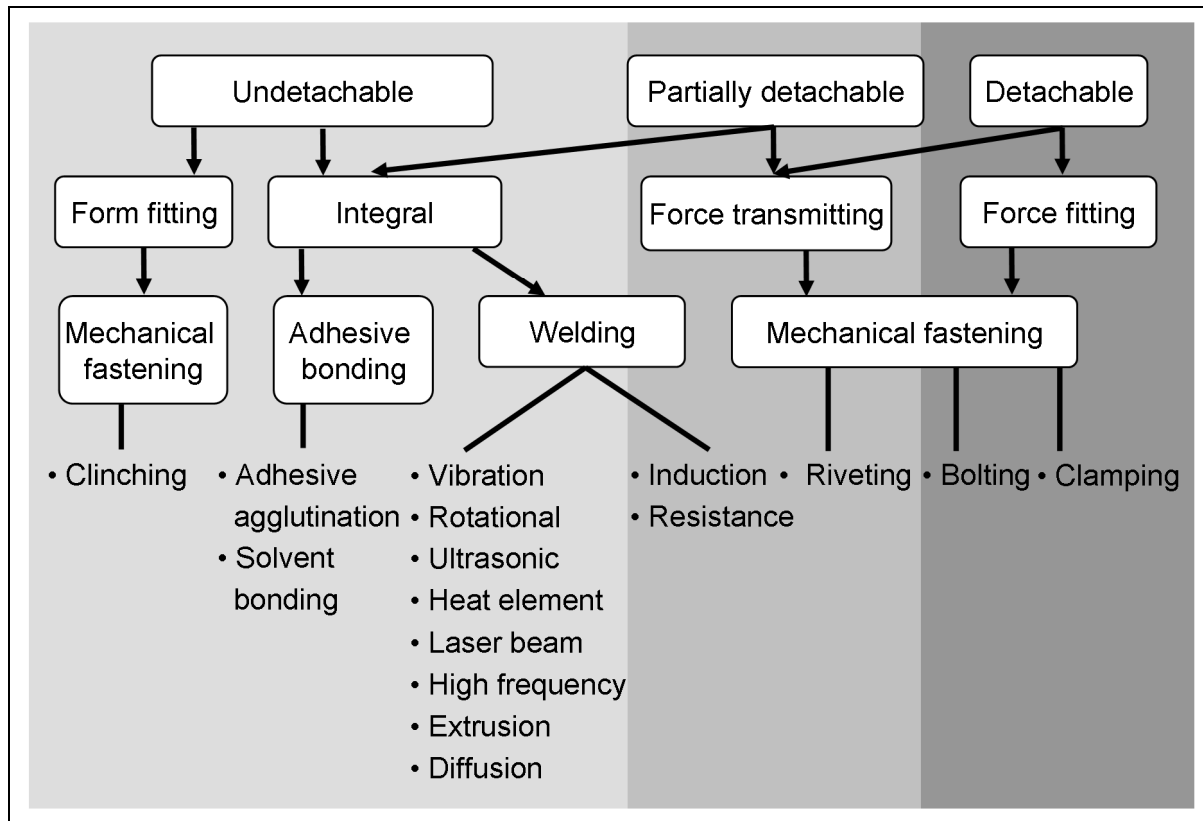 Undetachable
Partially detachable
Detachable
Form fitting
Integral
Force transmitting
Force fitting
Mechanical
fastening
Adhesive
bonding
Welding
Mechanical fastening
• Clinching
• Adhesive
agglutination
• Solvent
bonding
• Vibration
• Rotational
• Ultrasonic
• Heat element
• Laser beam
• High frequency
• Extrusion
• Diffusion
• Induction
• Resistance
• Riveting
• Bolting
• Clamping